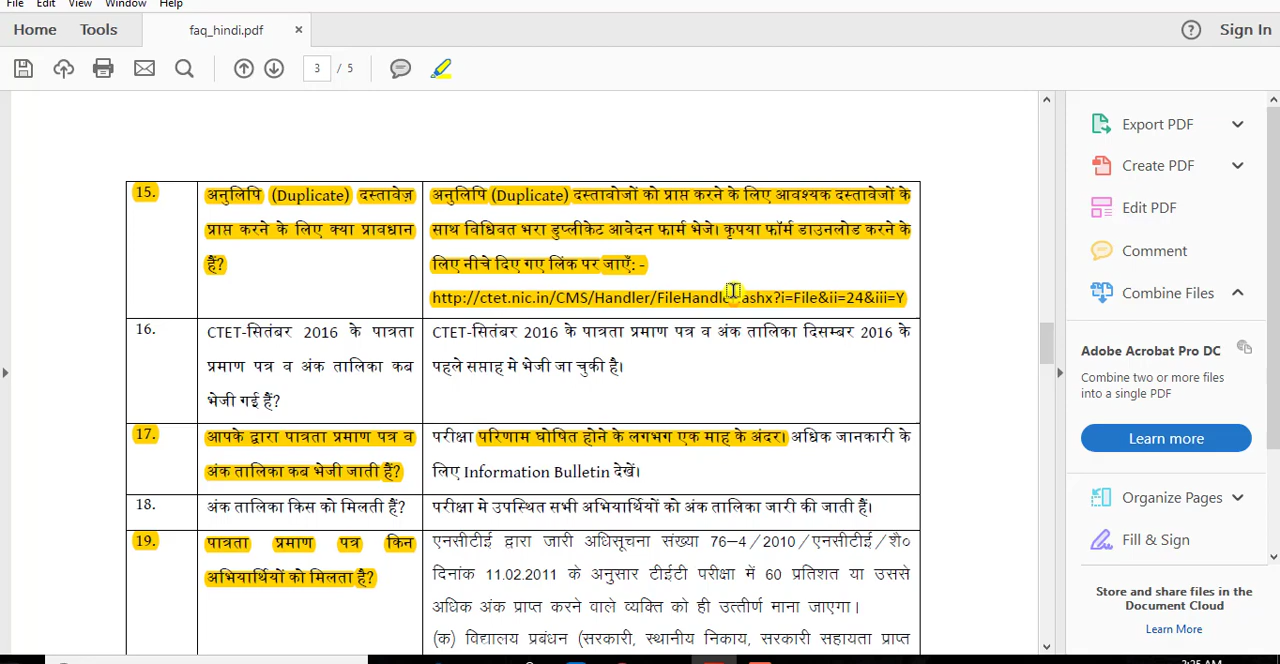 File Edit View Window Help
Home Tools faq_hindi.pdf × Sign In
3 / 5
15. अनुलिपि (Duplicate) दस्तावेज़ प्राप्त करने के लिए क्या प्रावधान हैं?
अनुलिपि (Duplicate) दस्तावोजों को प्राप्त करने के लिए आवश्यक दस्तावेजों के
साथ विधिवत भरा डुप्लीकेट आवेदन फार्म भेजे। कृपया फॉर्म डाउनलोड करने के
लिए नीचे दिए गए लिंक पर जाएँ: -
http://ctet.nic.in/CMS/Handler/FileHandler.ashx?i=File&ii=24&iii=Y
16. CTET-सितंबर 2016 के पात्रता
प्रमाण पत्र व अंक तालिका कब
भेजी गई हैं?
CTET-सितंबर 2016 के पात्रता प्रमाण पत्र व अंक तालिका दिसम्बर 2016 के
पहले सप्ताह मे भेजी जा चुकी है।
17. आपके द्वारा पात्रता प्रमाण पत्र व
अंक तालिका कब भेजी जाती हैं?
परीक्षा परिणाम घोषित होने के लगभग एक माह के अंदर। अधिक जानकारी के
लिए Information Bulletin देखें।
18. अंक तालिका किस को मिलती हैं?
परीक्षा मे उपस्थित सभी अभियार्थियों को अंक तालिका जारी की जाती हैं।
19. पात्रता प्रमाण पत्र किन
अभियार्थियों को मिलता है?
एनसीटीई द्वारा जारी अधिसूचना संख्या 76–4/2010/एनसीटीई/शै०
दिनांक 11.02.2011 के अनुसार टीईटी परीक्षा में 60 प्रतिशत या उससे
अधिक अंक प्राप्त करने वाले व्यक्ति को ही उत्तीर्ण माना जाएगा।
(क) विद्यालय प्रबंधन (सरकारी, स्थानीय निकाय, सरकारी सहायता प्राप्त
Export PDF
Create PDF
Edit PDF
Comment
Combine Files
Adobe Acrobat Pro DC
Combine two or more files
into a single PDF
Learn more
Organize Pages
Fill & Sign
Store and share files in the
Document Cloud
Learn More
2:25 AM